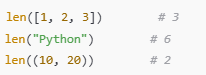 len([1, 2, 3])        # 3
len("Python")        # 6
len((10, 20))        # 2